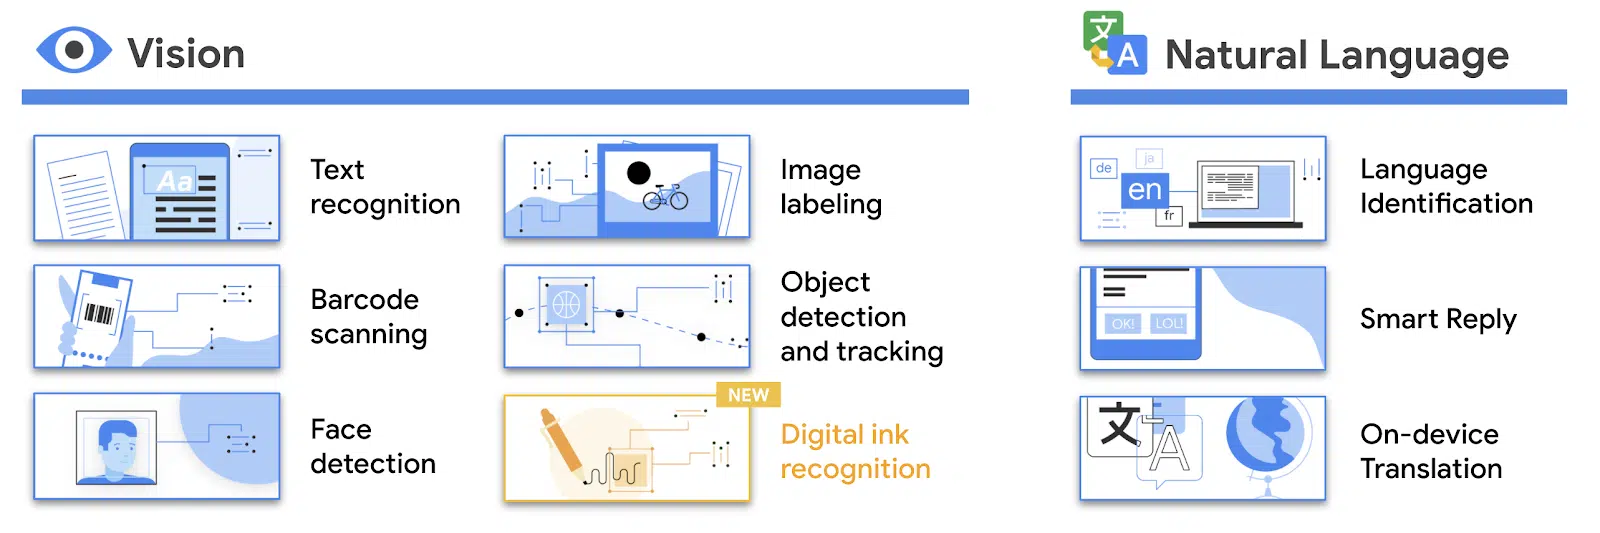 Vision
Text
recognition
Aa
Image
labeling
Barcode
scanning
Object
detection
and tracking
Face
detection
NEW
Digital ink
recognition
文
A
Natural Language
de
ja
en
fr
Language
Identification
OK!
LOL!
Smart Reply
文
A
On-device
Translation